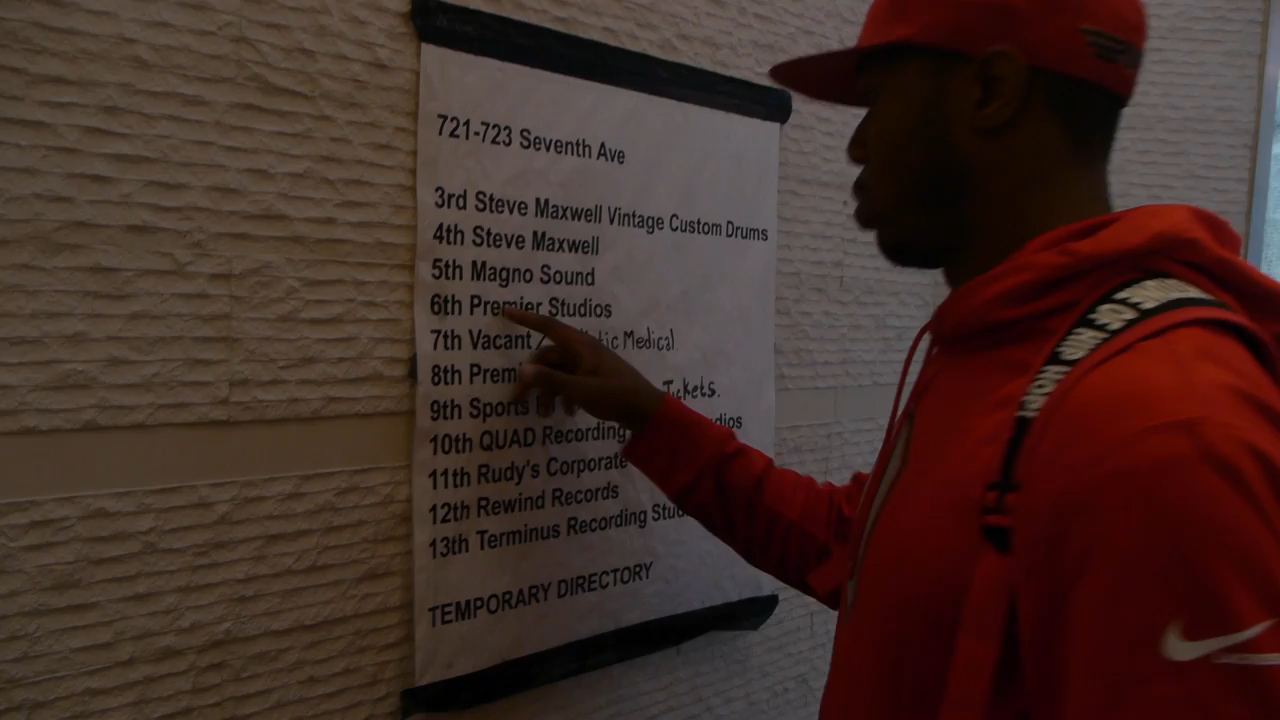 721-723 Seventh Ave
3rd Steve Maxwell Vintage Custom Drums
4th Steve Maxwell
5th Magno Sound
6th Premier Studios
7th Vacant / Medical
8th
9th Sports Tickets.
10th QUAD Recording
11th Rudy's Corporate
12th Rewind Records
13th Terminus Recording
TEMPORARY DIRECTORY